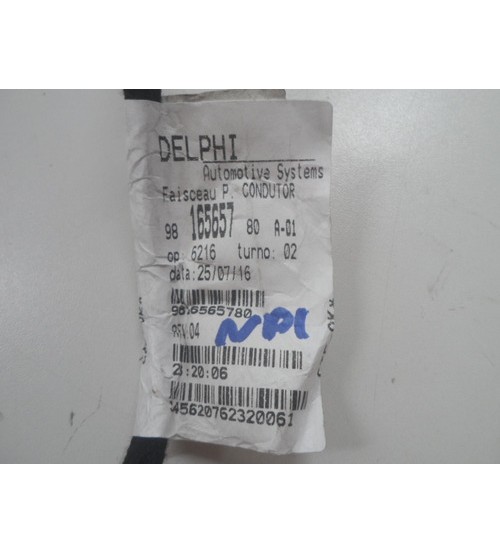 DELPHI
Automotive Systems
Faisceau P. CONDUTOR
98 165657 80 A-01
op: 6216 turno: 02
data:25/07/16
9816565780
04
NPI
:20:06
45620762320061